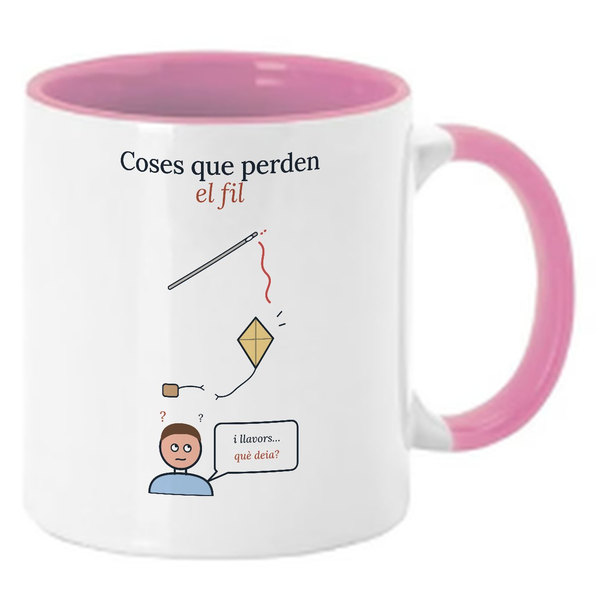 Coses que perden
el fil
?
?
i llavors...
què deia?